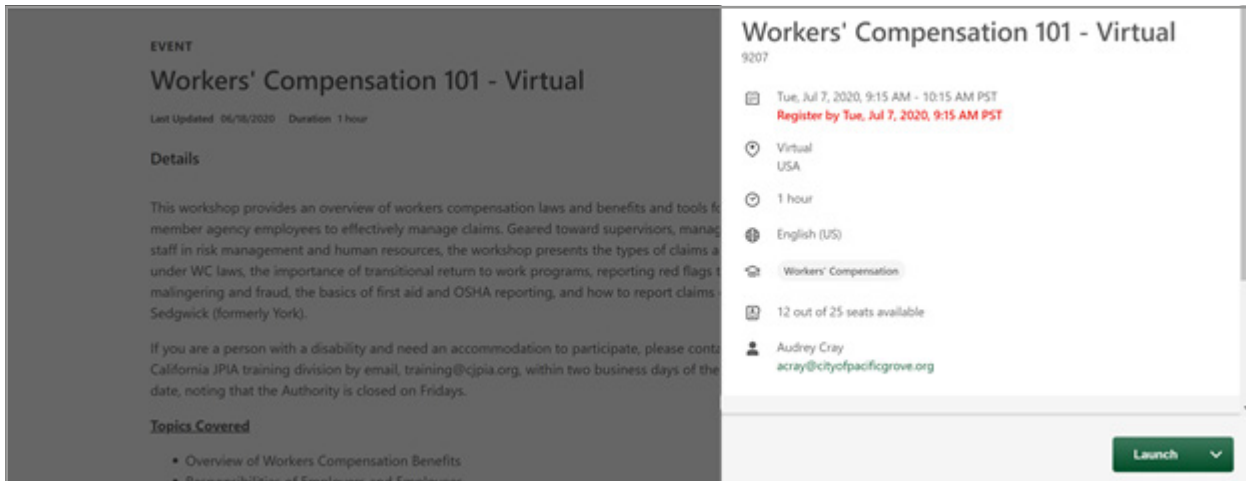 EVENT
Workers' Compensation 101 - Virtual
Last Updated 06/18/2020 Duration 1 hour
Details
This workshop provides an overview of workers compensation laws and benefits and tools
member agency employees to effectively manage claims. Geared toward supervisors,
staff in risk management and human resources, the workshop presents the types of claims
under WC laws, the importance of transitional return to work programs, reporting red flags
malingering and fraud, the basics of first aid and OSHA reporting, and how to report claims
Sedgwick (formerly York).
If you are a person with a disability and need an accommodation to participate, please
California JPIA training division by email, training@cjpia.org, within two business days of the
date, noting that the Authority is closed on Fridays.
Topics Covered
• Overview of Workers Compensation Benefits
Workers' Compensation 101 - Virtual
9207
Tue, Jul 7, 2020, 9:15 AM - 10:15 AM PST
Register by Tue, Jul 7, 2020, 9:15 AM PST
Virtual
USA
1 hour
English (US)
Workers' Compensation
12 out of 25 seats available
Audrey Cray
acray@cityofpacificgrove.org
Launch